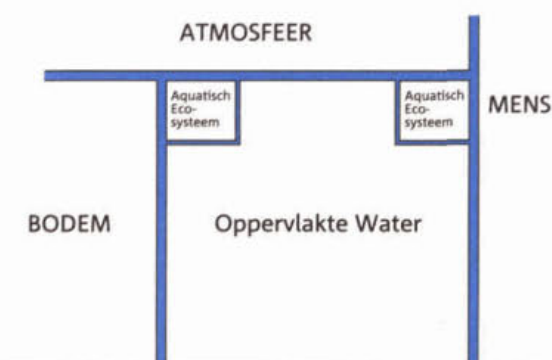 ATMOSFEER
Aquatisch
Eco-
systeem
Aquatisch
Eco-
systeem
MENS
BODEM
Oppervlakte Water